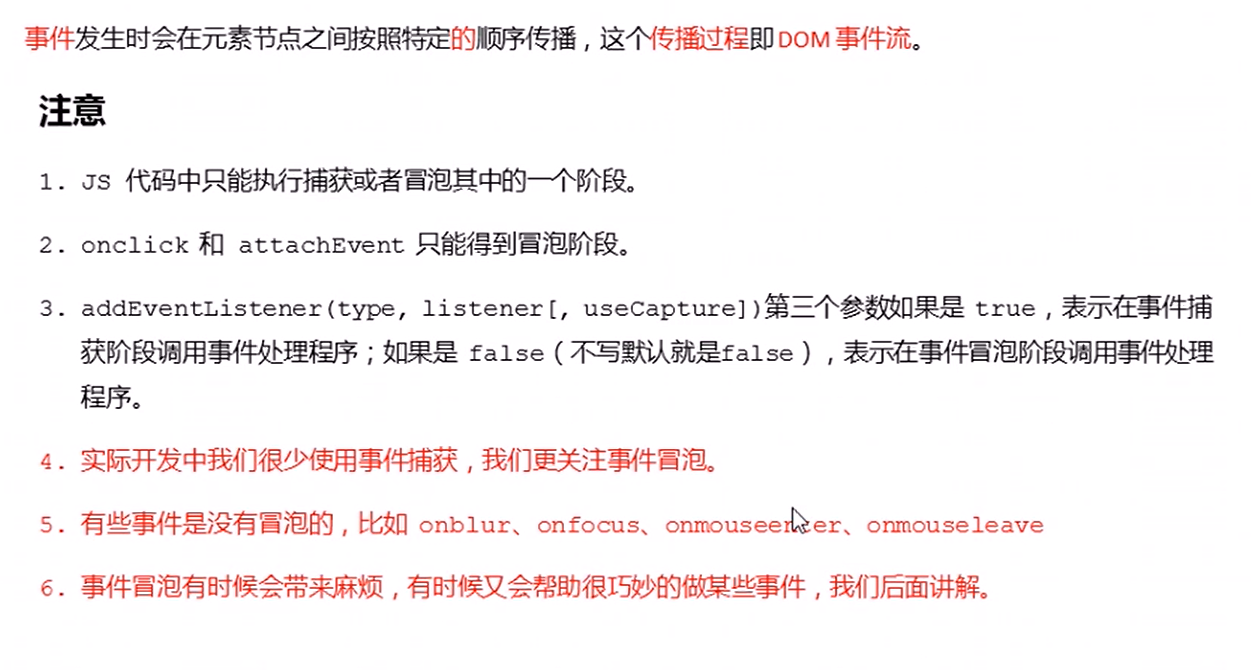 事件发生时会在元素节点之间按照特定的顺序传播，这个传播过程即DOM 事件流。
注意
1. JS 代码中只能执行捕获或者冒泡其中的一个阶段。
2. onclick 和 attachEvent 只能得到冒泡阶段。
3. addEventListener(type, listener[, useCapture])第三个参数如果是 true，表示在事件捕
获阶段调用事件处理程序；如果是 false（不写默认就是false），表示在事件冒泡阶段调用事件处理
程序。
4. 实际开发中我们很少使用事件捕获，我们更关注事件冒泡。
5. 有些事件是没有冒泡的，比如 onblur、onfocus、onmouseenter、onmouseleave
6. 事件冒泡有时候会带来麻烦，有时候又会帮助很巧妙的做某些事件，我们后面讲解。